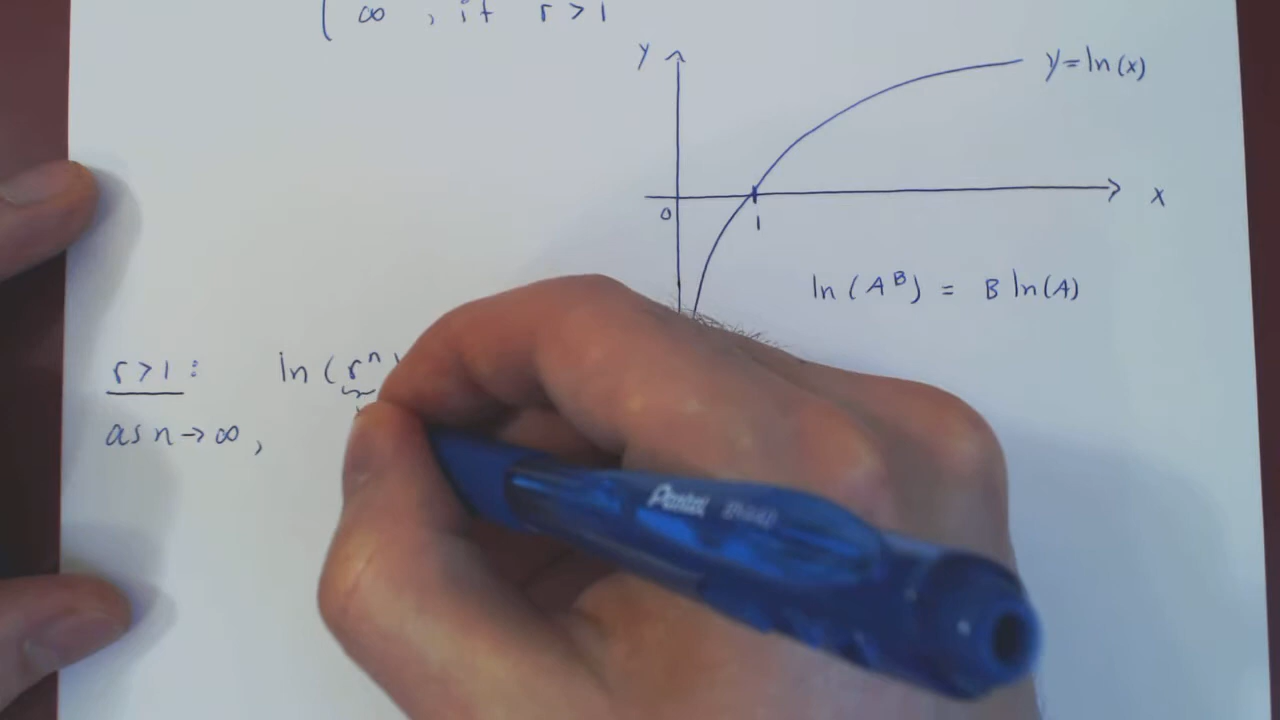 ∞ , if r > 1
y
y = ln(x)
x
0
1
ln(A^B) = B ln(A)
r > 1 : ln(r^n)
as n → ∞ ,
Pentel